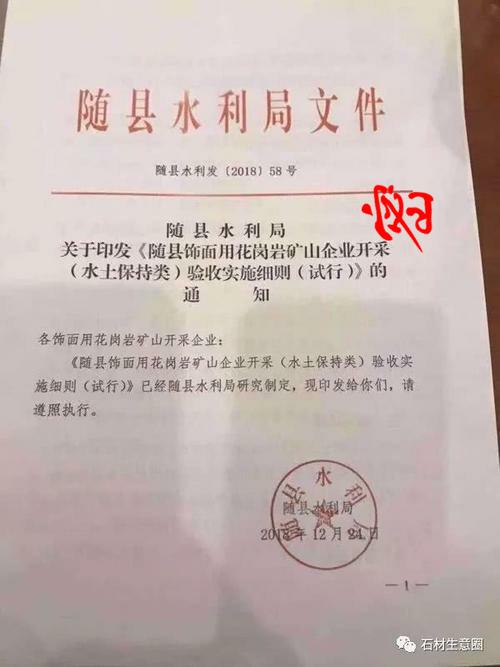 随县水利局文件
随县水利发〔2018〕58号
随县水利局
关于印发《随县饰面用花岗岩矿山企业开采
（水土保持类）验收实施细则（试行）》的
通 知
各饰面用花岗岩矿山开采企业：
《随县饰面用花岗岩矿山企业开采（水土保持类）验收实
施细则（试行）》已经随县水利局研究制定，现印发给你们，请
遵照执行。
随县水利局
随县水利局
2018年12月24日
—1
石材生意圈